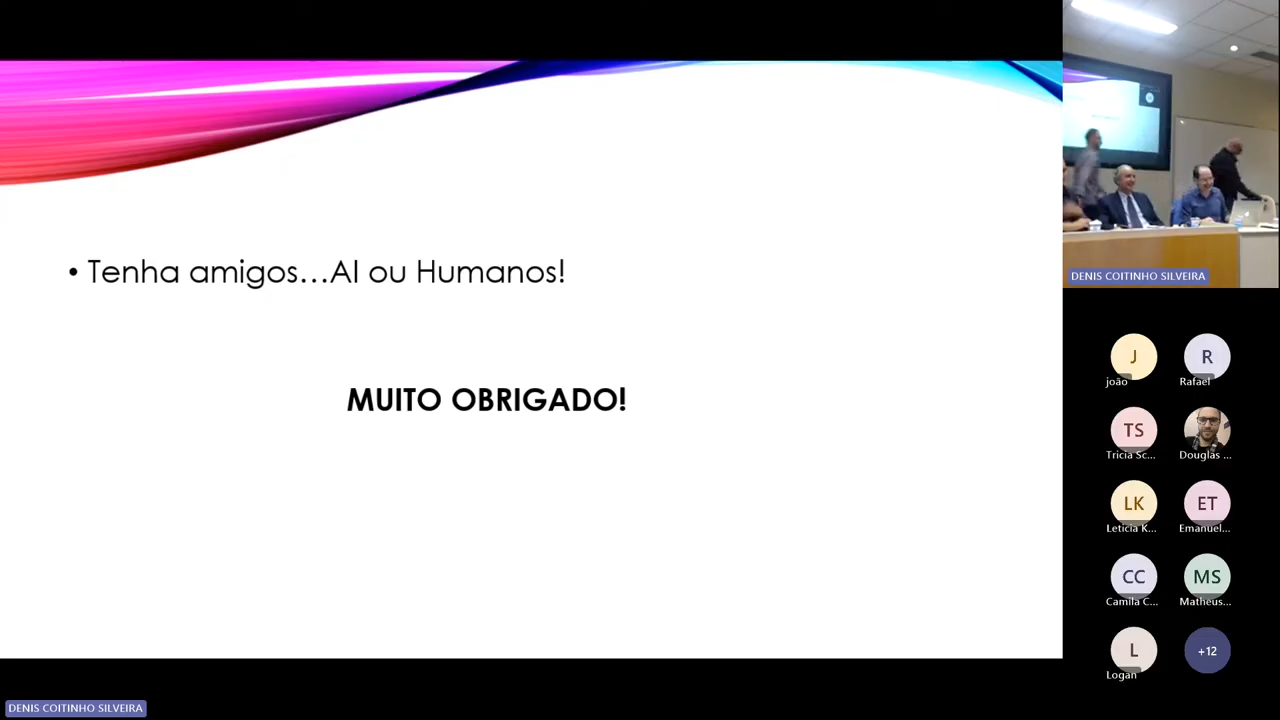 • Tenha amigos...AI ou Humanos!
MUITO OBRIGADO!
DENIS COITINHO SILVEIRA
J
joão
R
Rafael
TS
Tricia Sc...
Douglas ...
LK
Leticia K...
ET
Emanuel...
CC
Camila C...
MS
Matheus...
L
Logan
+12
DENIS COITINHO SILVEIRA